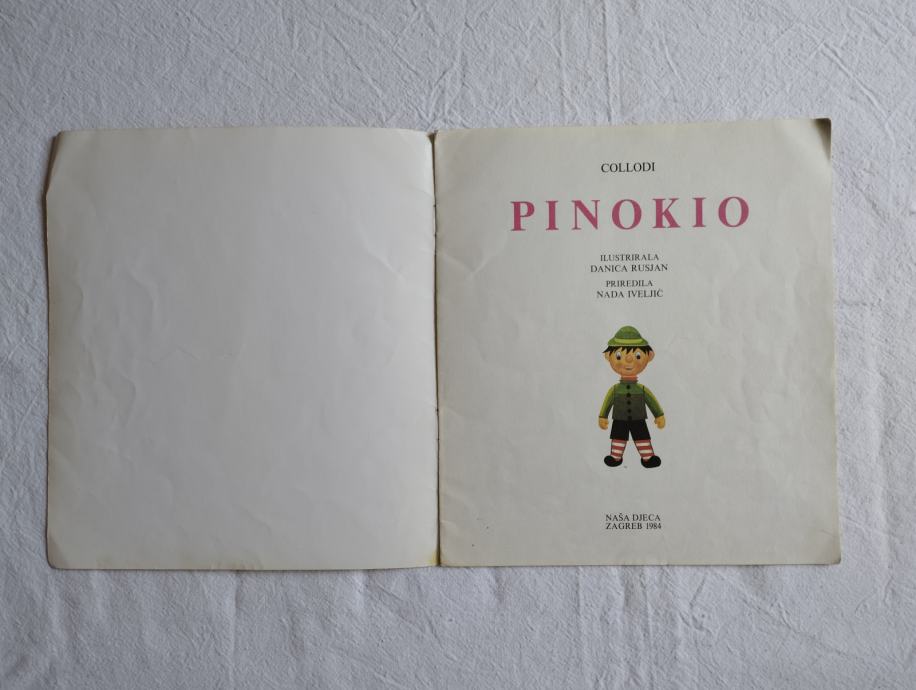 COLLODI
PINOKIO
ILUSTRIRALA
DANICA RUSJAN
PRIREDILA
NADA IVELJIĆ
NAŠA DJECA
ZAGREB 1984